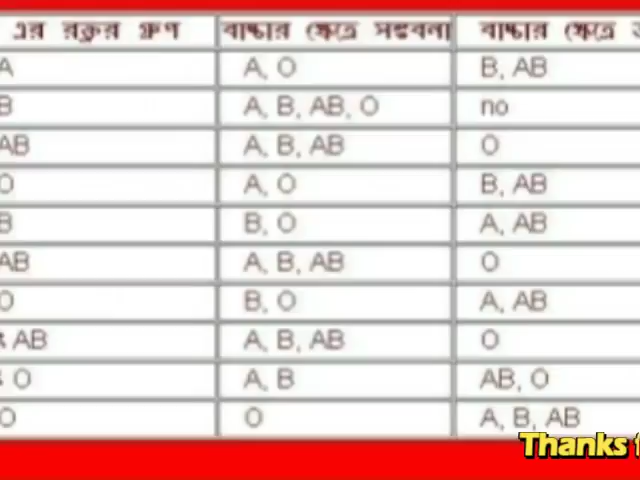 এর রক্তর গ্রুপ বাচ্চার ক্ষেত্রে সম্ভবনা বাচ্চার ক্ষেত্রে
A A, O B, AB
B A, B, AB, O no
AB A, B, AB O
O A, O B, AB
B B, O A, AB
AB A, B, AB O
O B, O A, AB
AB A, B, AB O
O A, B AB, O
O O A, B, AB
Thanks